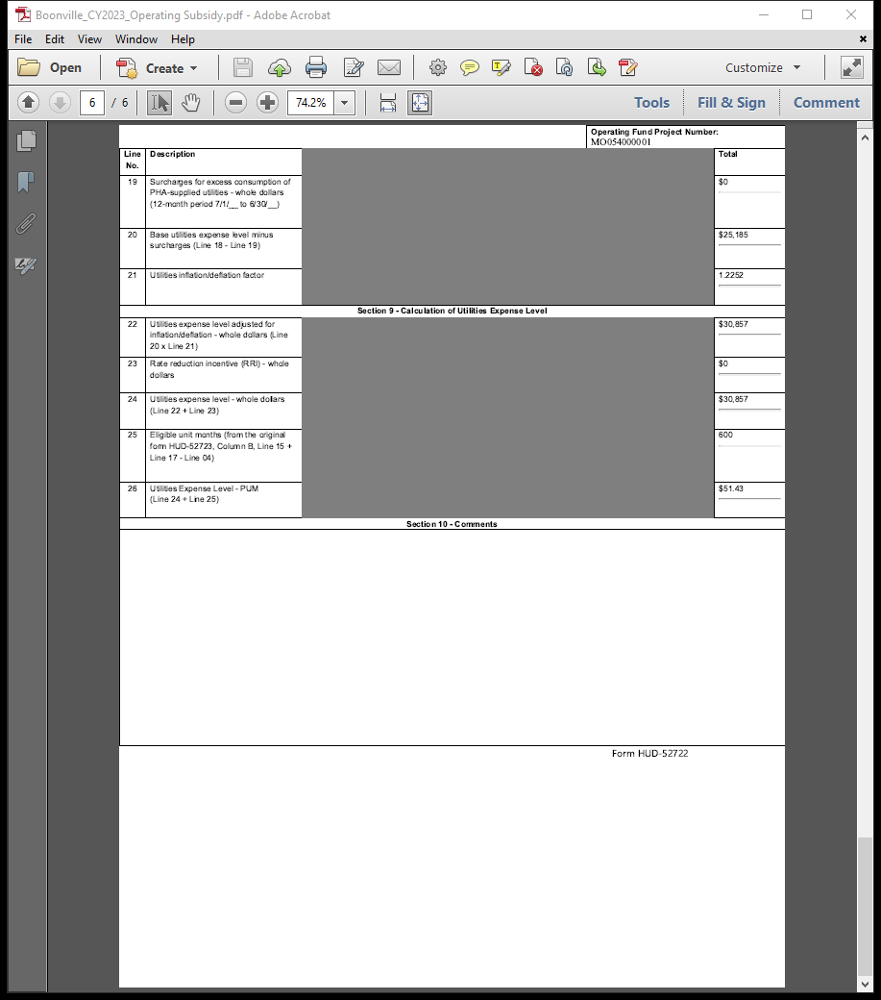 Boonville_CY2023_Operating Subsidy.pdf - Adobe Acrobat
File Edit View Window Help
Open Create Customize
6 / 6 74.2% Tools Fill & Sign Comment
Operating Fund Project Number:
MO054000001
Line
No.
Description
Total
19
Surcharges for excess consumption of
PHA-supplied utilities - whole dollars
(12-month period 7/1/__ to 6/30/__)
$0
20
Base utilities expense level minus
surcharges (Line 18 - Line 19)
$25,185
21
Utilities inflation/deflation factor
1.2252
Section 9 - Calculation of Utilities Expense Level
22
Utilities expense level adjusted for
inflation/deflation - whole dollars (Line
20 x Line 21)
$30,857
23
Rate reduction incentive (RRI) - whole
dollars
$0
24
Utilities expense level - whole dollars
(Line 22 + Line 23)
$30,857
25
Eligible unit months (from the original
form HUD-52723, Column B, Line 15 +
Line 17 - Line 04)
600
26
Utilities Expense Level - PUM
(Line 24 ÷ Line 25)
$51.43
Section 10 - Comments
Form HUD-52722